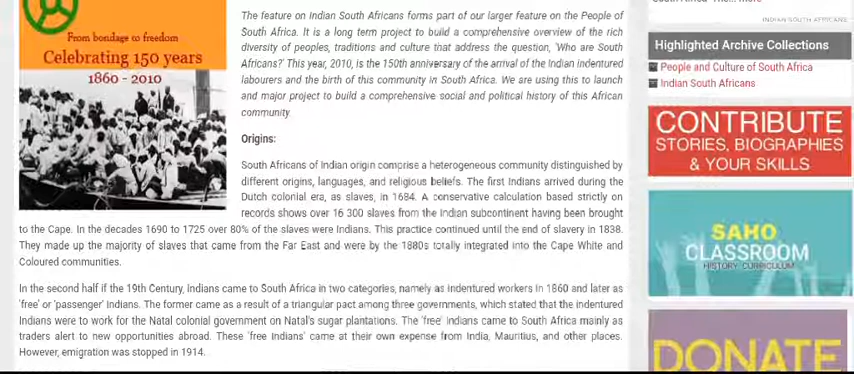 From bondage to freedom
Celebrating 150 years
1860 - 2010
The feature on Indian South Africans forms part of our larger feature on the People of
South Africa. It is a long term project to build a comprehensive overview of the rich
diversity of peoples, traditions and culture that address the question, 'Who are South
Africans?' This year, 2010, is the 150th anniversary of the arrival of the Indian indentured
labourers and the birth of this community in South Africa. We are using this to launch
and major project to build a comprehensive social and political history of this African
community.
Origins:
South Africans of Indian origin comprise a heterogeneous community distinguished by
different origins, languages, and religious beliefs. The first Indians arrived during the
Dutch colonial era, as slaves, in 1684. A conservative calculation based strictly on
records shows over 16 300 slaves from the Indian subcontinent having been brought
to the Cape. In the decades 1690 to 1725 over 80% of the slaves were Indians. This practice continued until the end of slavery in 1838.
They made up the majority of slaves that came from the Far East and were by the 1880s totally integrated into the Cape White and
Coloured communities.
In the second half if the 19th Century, Indians came to South Africa in two categories, namely as indentured workers in 1860 and later as
'free' or 'passenger' Indians. The former came as a result of a triangular pact among three governments, which stated that the indentured
Indians were to work for the Natal colonial government on Natal's sugar plantations. The 'free' Indians came to South Africa mainly as
traders alert to new opportunities abroad. These 'free Indians' came at their own expense from India, Mauritius, and other places.
However, emigration was stopped in 1914.
INDIAN SOUTH AFRICANS
Highlighted Archive Collections
People and Culture of South Africa
Indian South Africans
CONTRIBUTE
STORIES, BIOGRAPHIES
& YOUR SKILLS
SAHO
CLASSROOM
HISTORY CURRICULUM
DONATE